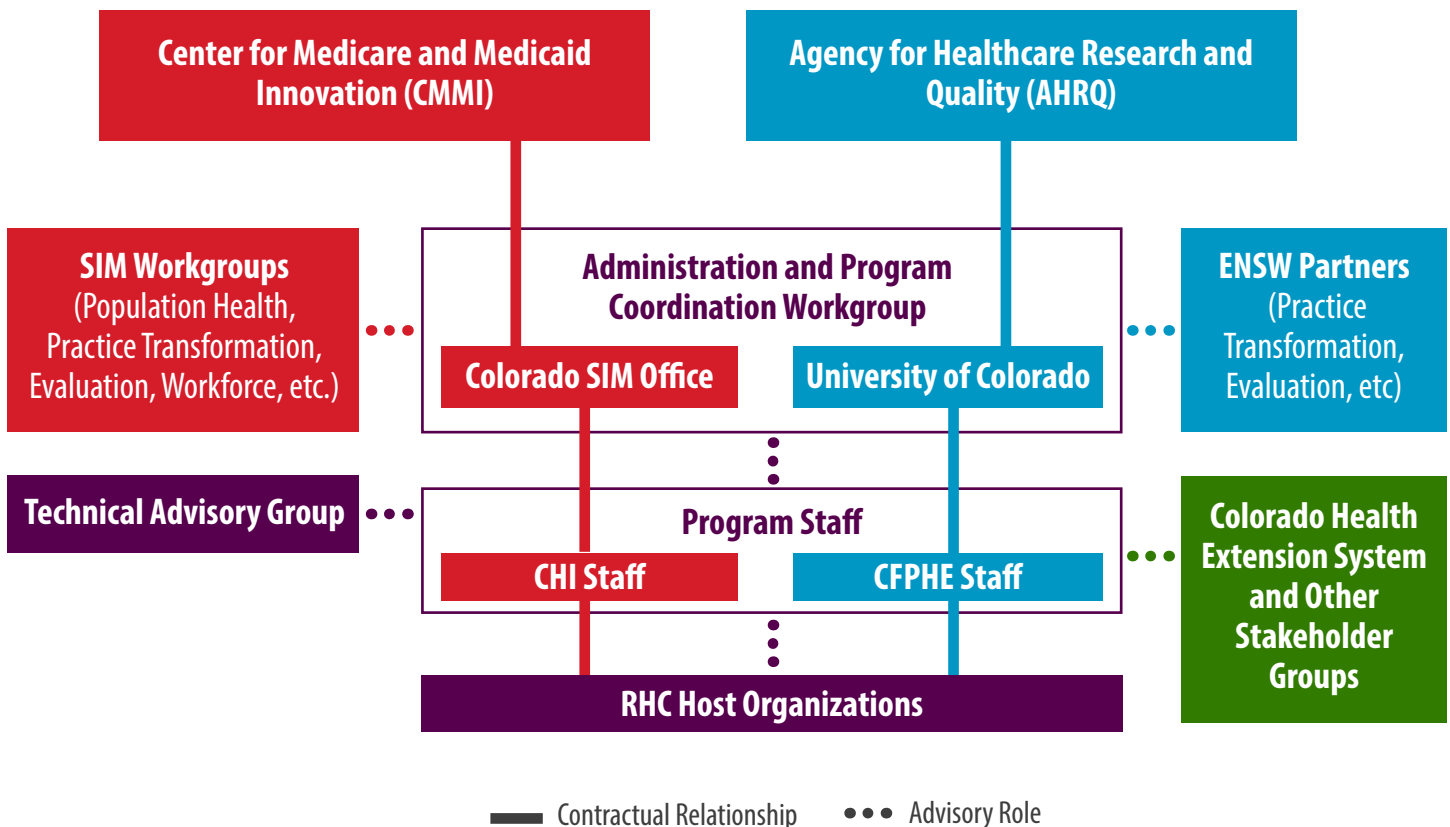 Center for Medicare and Medicaid
Innovation (CMMI)
Agency for Healthcare Research and
Quality (AHRQ)
SIM Workgroups
(Population Health,
Practice Transformation,
Evaluation, Workforce, etc.)
Administration and Program
Coordination Workgroup
Colorado SIM Office
University of Colorado
ENSW Partners
(Practice
Transformation,
Evaluation, etc)
Technical Advisory Group
Program Staff
CHI Staff
CFPHE Staff
Colorado Health
Extension System
and Other
Stakeholder
Groups
RHC Host Organizations
Contractual Relationship
Advisory Role